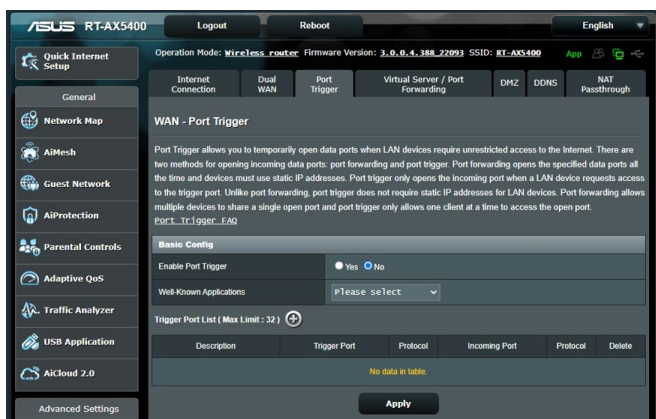 ASUS RT-AX5400 Logout Reboot English
Quick Internet Setup
Operation Mode: Wireless router Firmware Version: 3.0.0.4.388_22093 SSID: RT-AX5400 App
Internet Connection Dual WAN Port Trigger Virtual Server / Port Forwarding DMZ DDNS NAT Passthrough
General
Network Map
AiMesh
Guest Network
AiProtection
Parental Controls
Adaptive QoS
Traffic Analyzer
USB Application
AiCloud 2.0
Advanced Settings
WAN - Port Trigger
Port Trigger allows you to temporarily open data ports when LAN devices require unrestricted access to the Internet. There are
two methods for opening incoming data ports: port forwarding and port trigger. Port forwarding opens the specified data ports all
the time and devices must use static IP addresses. Port trigger only opens the incoming port when a LAN device requests access
to the trigger port. Unlike port forwarding, port trigger does not require static IP addresses for LAN devices. Port forwarding allows
multiple devices to share a single open port and port trigger only allows one client at a time to access the open port.
Port Trigger FAQ
Basic Config
Enable Port Trigger Yes No
Well-Known Applications Please select
Trigger Port List ( Max Limit : 32 )
Description Trigger Port Protocol Incoming Port Protocol Delete
No data in table.
Apply